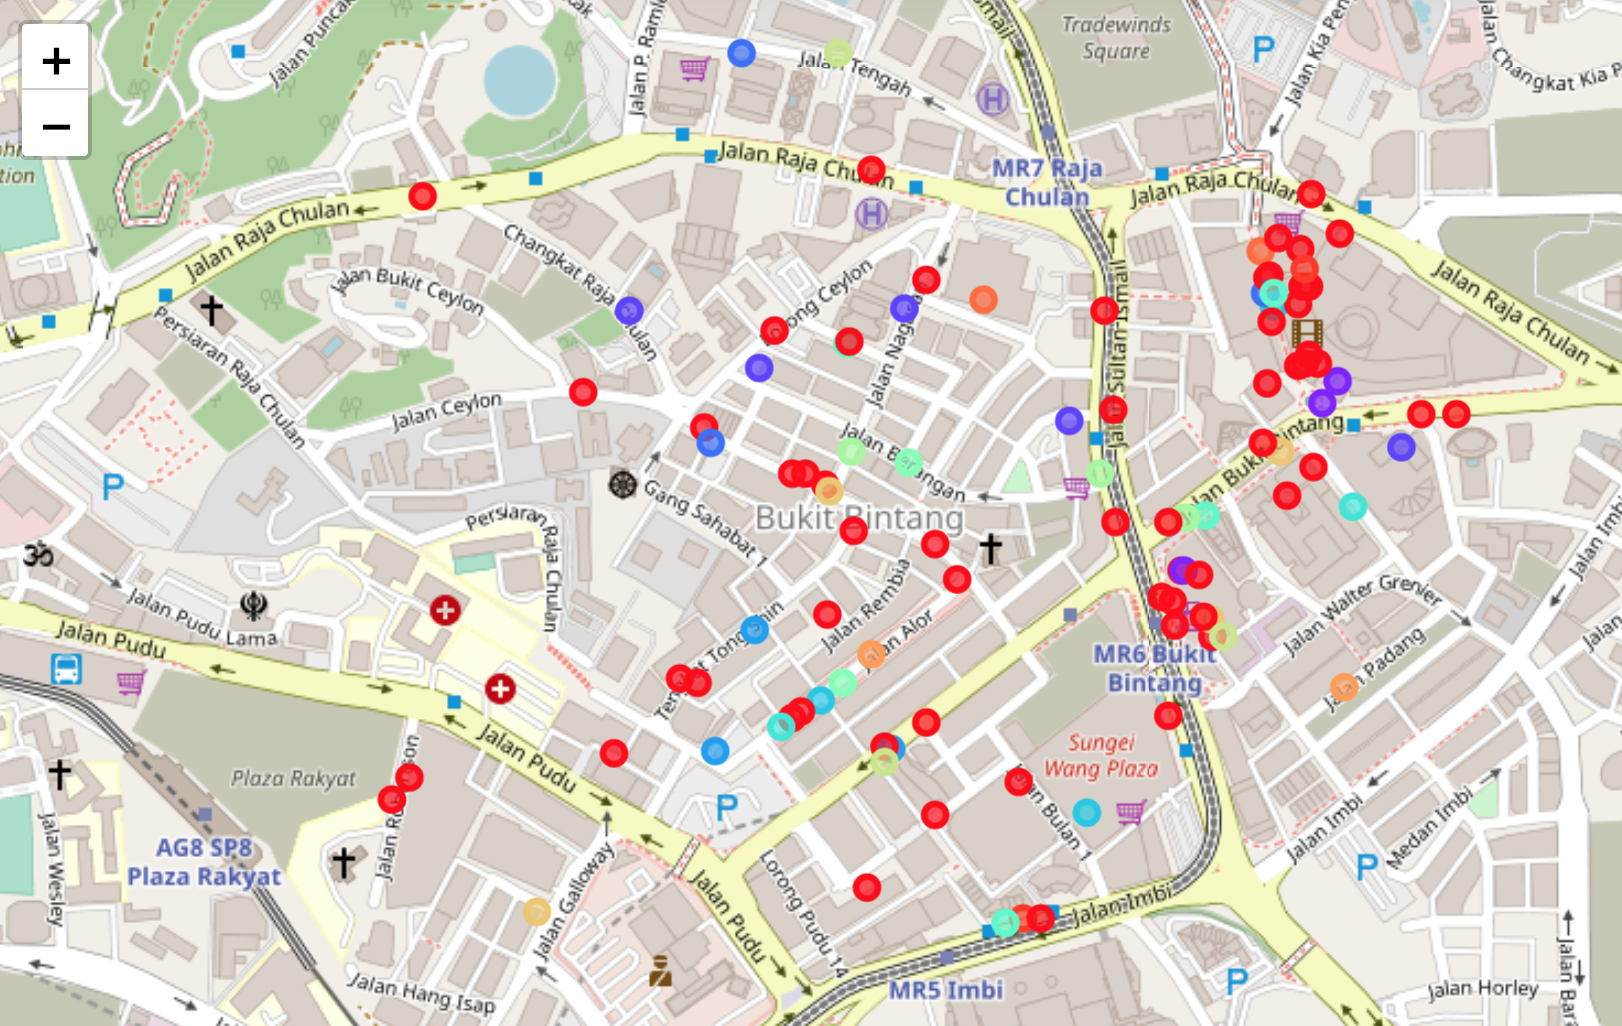 +
−
Jalan Puncak
Jalan P. Ramlee
Jalan Tengah
Tradewinds
Square
P
Jalan Changkat Kia P
H
Jalan Raja Chulan
MR7 Raja
Chulan
Jalan Raja Chulan
H
Jalan Raja Chulan
Changkat Raja Chulan
Jalan Bukit Ceylon
Lorong Ceylon
Jalan Raja Chulan
Persiaran Raja Chulan
Jalan Nagasari
Jalan Sultan Ismail
Jalan Ceylon
Jalan Berangan
Jalan Bukit Bintang
P
Gang Sahabat 1
Bukit Bintang
Persiaran
Raja Chulan
Jalan Pudu Lama
Jalan Pudu
Tengkat Tong Shin
Jalan Rembia
Jalan Alor
Jalan Walter Grenier
Jalan Padang
MR6 Bukit
Bintang
Jalan Imbi
Jalan Pudu
Sungei
Wang Plaza
Plaza Rakyat
P
Jalan Bulan 1
Jalan Imbi
Medan Imbi
AG8 SP8
Plaza Rakyat
Jalan Wesley
Jalan Robertson
Jalan Galloway
Jalan Pudu
Lorong Pudu 14
Jalan Imbi
P
P
MR5 Imbi
Jalan Hang Isap
Jalan Horley
Jalan Bar